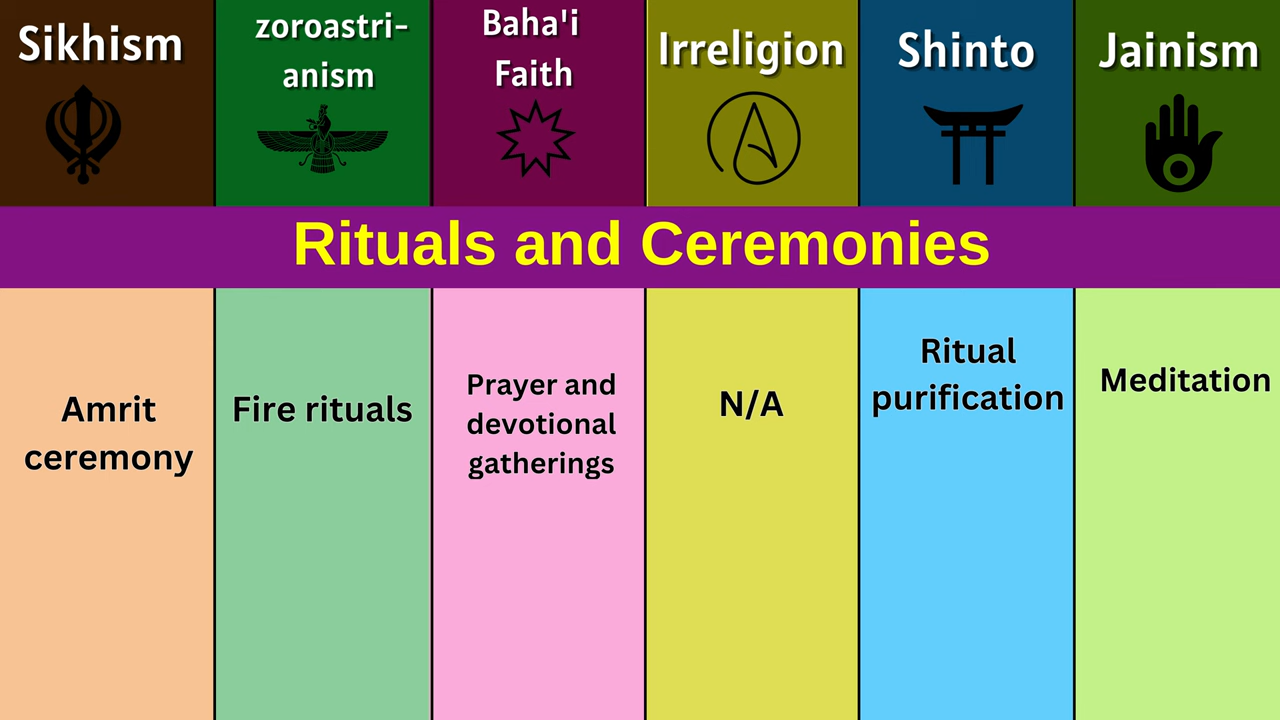 Sikhism
zoroastri-
anism
Baha'i
Faith
Irreligion
Shinto
Jainism
Rituals and Ceremonies
Amrit
ceremony
Fire rituals
Prayer and
devotional
gatherings
N/A
Ritual
purification
Meditation